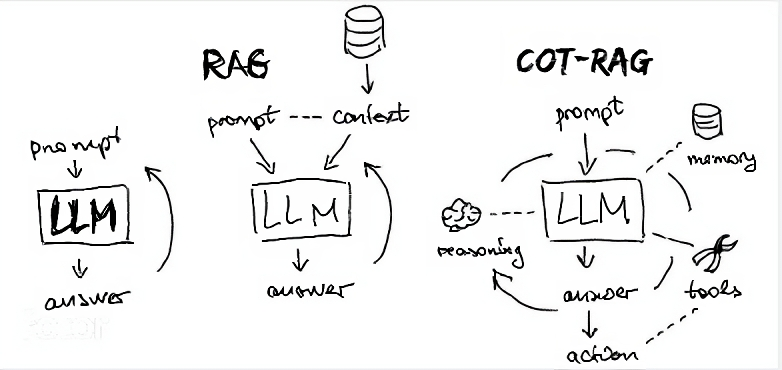 prompt
LLM
answer
RAG
prompt --- context
LLM
answer
COT-RAG
prompt
memory
LLM
reasoning
answer
tools
action